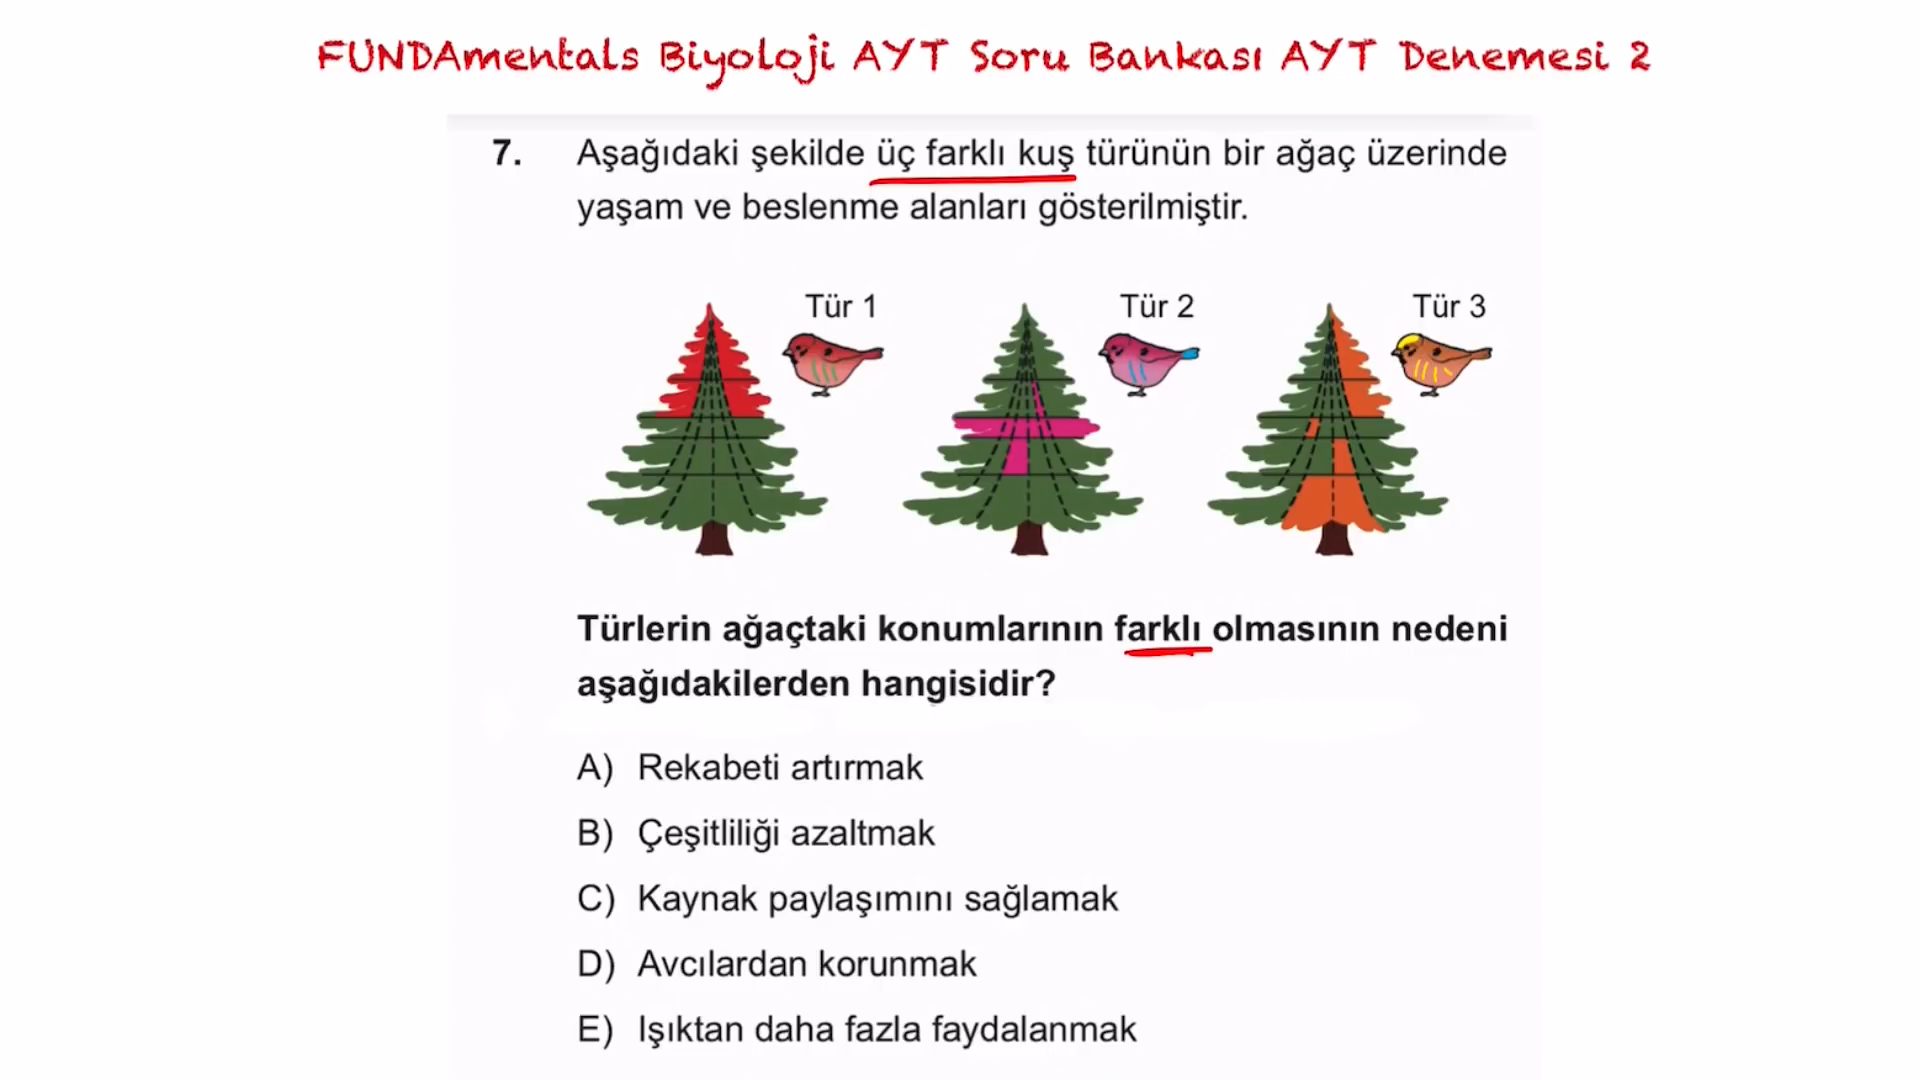 FUNDAmentals Biyoloji AYT Soru Bankası AYT Denemesi 2
7. Aşağıdaki şekilde üç farklı kuş türünün bir ağaç üzerinde
yaşam ve beslenme alanları gösterilmiştir.
Tür 1 Tür 2 Tür 3
Türlerin ağaçtaki konumlarının farklı olmasının nedeni
aşağıdakilerden hangisidir?
A) Rekabeti artırmak
B) Çeşitliliği azaltmak
C) Kaynak paylaşımını sağlamak
D) Avcılardan korunmak
E) Işıktan daha fazla faydalanmak